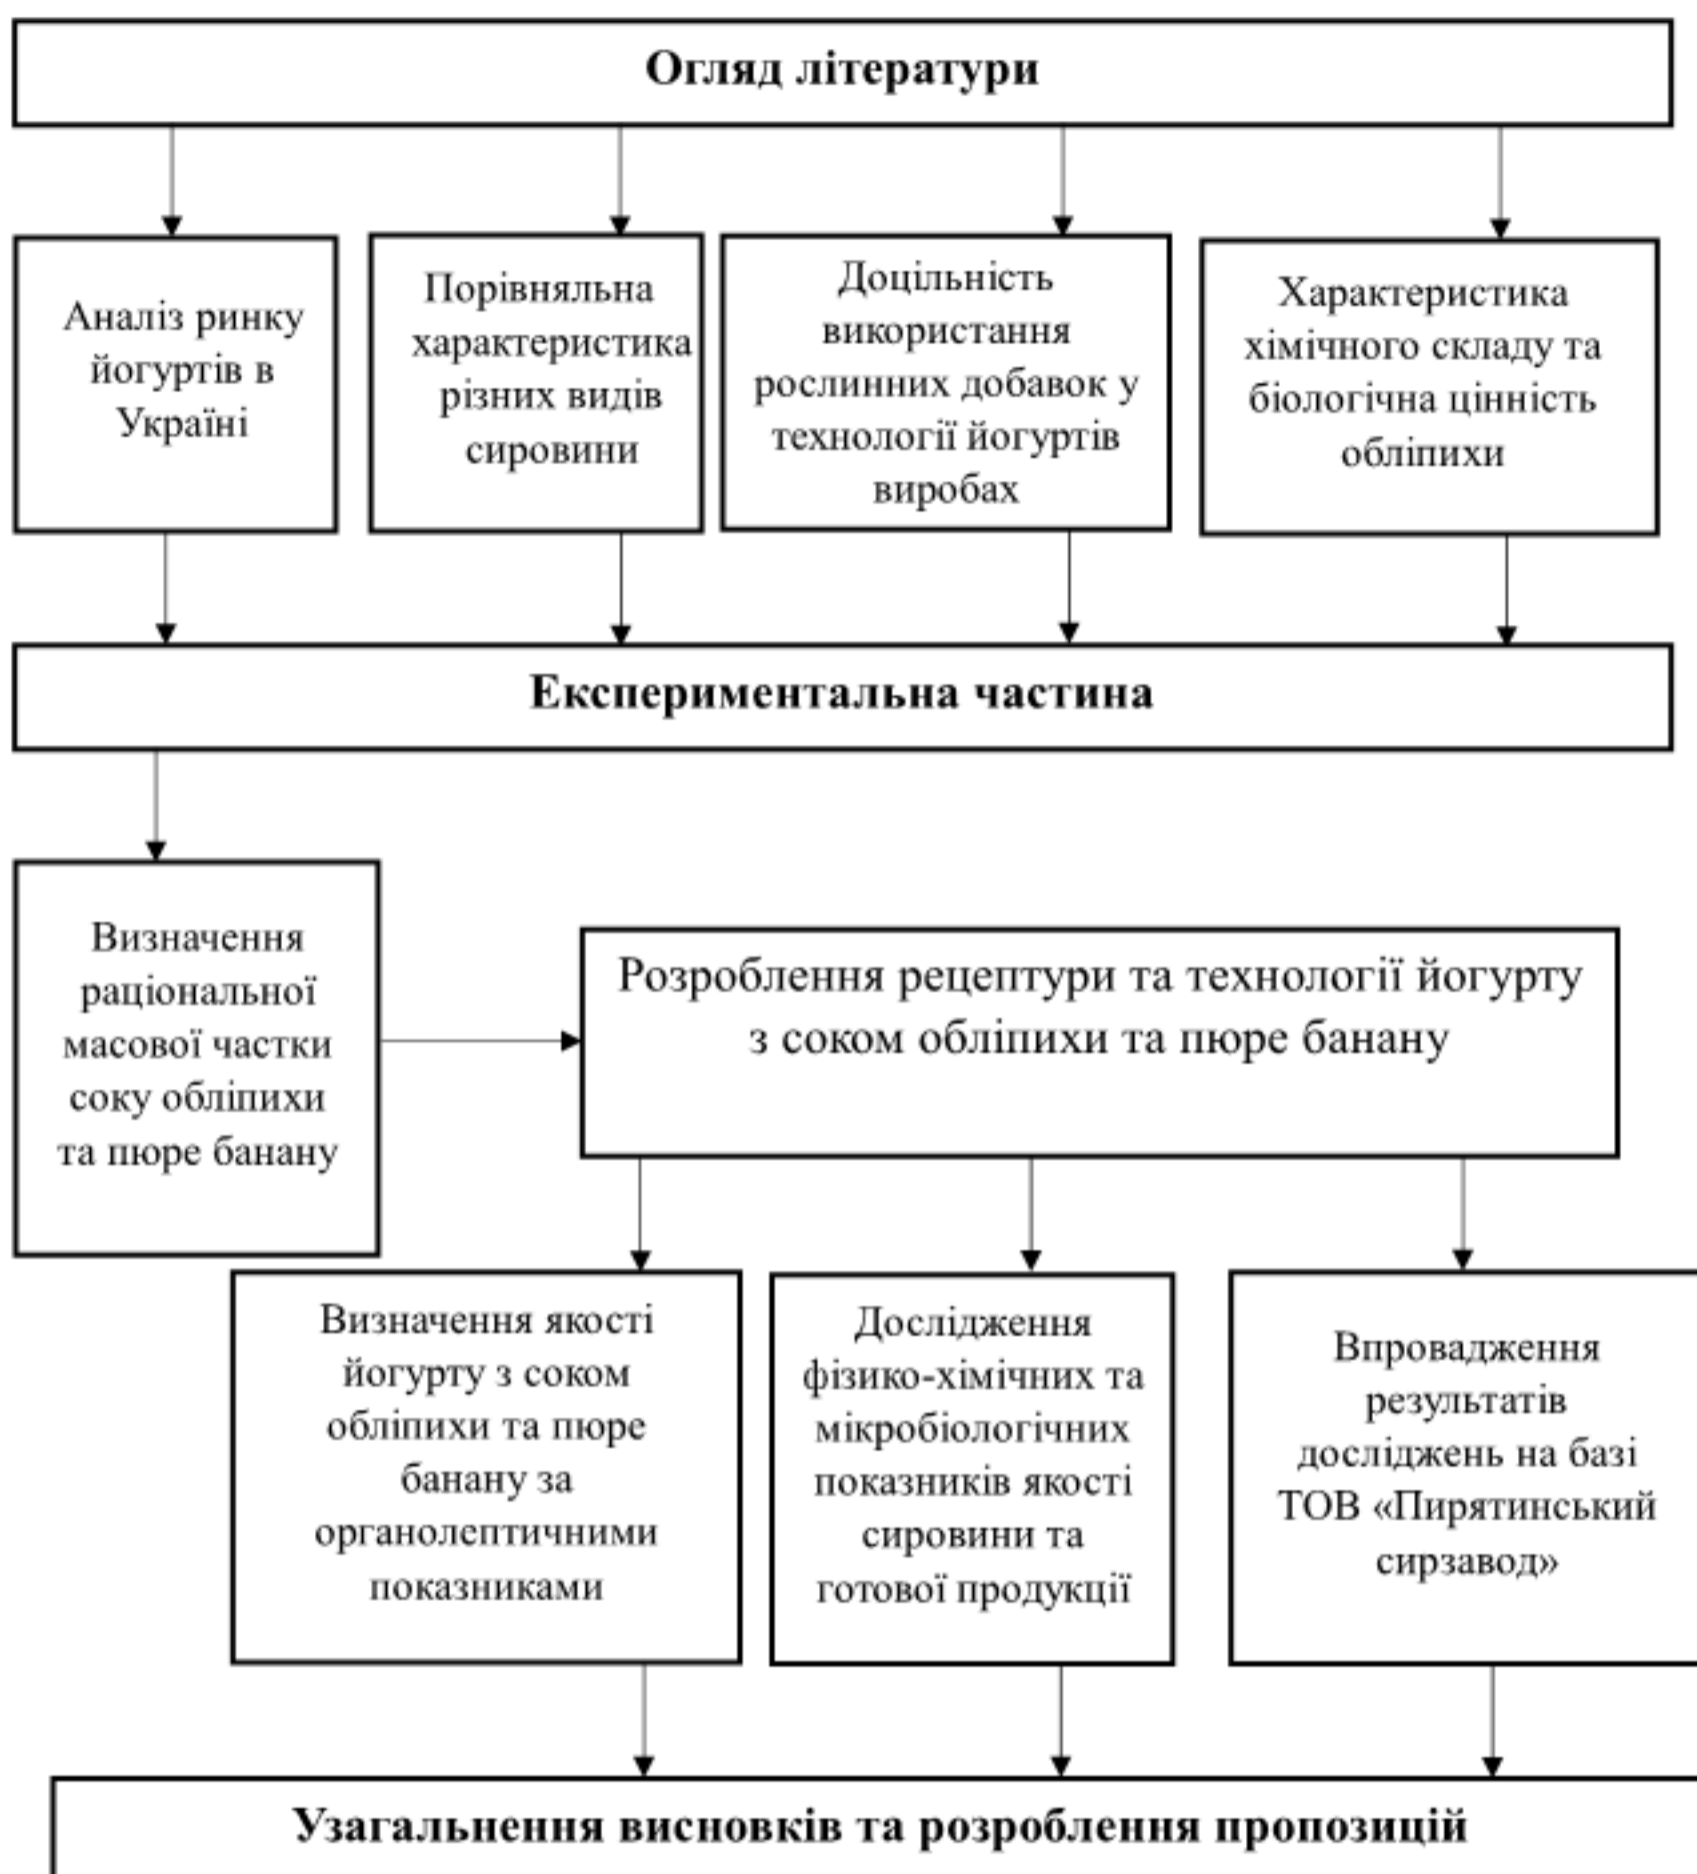 Огляд літератури
Аналіз ринку
йогуртів в
Україні
Порівняльна
характеристика
різних видів
сировини
Доцільність
використання
рослинних добавок у
технології йогуртів
виробах
Характеристика
хімічного складу та
біологічна цінність
обліпихи
Експериментальна частина
Визначення
раціональної
масової частки
соку обліпихи
та пюре банану
Розроблення рецептури та технології йогурту
з соком обліпихи та пюре банану
Визначення якості
йогурту з соком
обліпихи та пюре
банану за
органолептичними
показниками
Дослідження
фізико-хімічних та
мікробіологічних
показників якості
сировини та
готової продукції
Впровадження
результатів
досліджень на базі
ТОВ «Пирятинський
сирзавод»
Узагальнення висновків та розроблення пропозицій